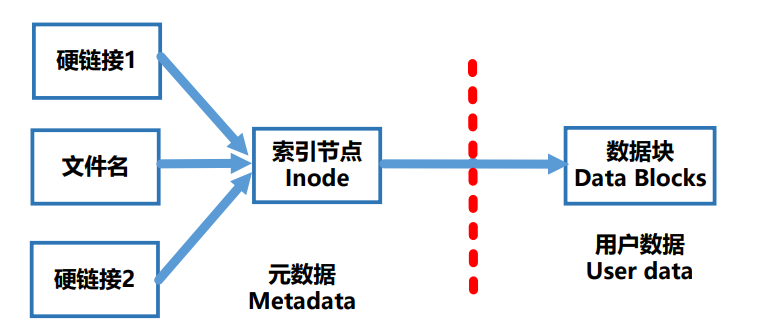 硬链接1
文件名
硬链接2
索引节点
Inode
元数据
Metadata
数据块
Data Blocks
用户数据
User data